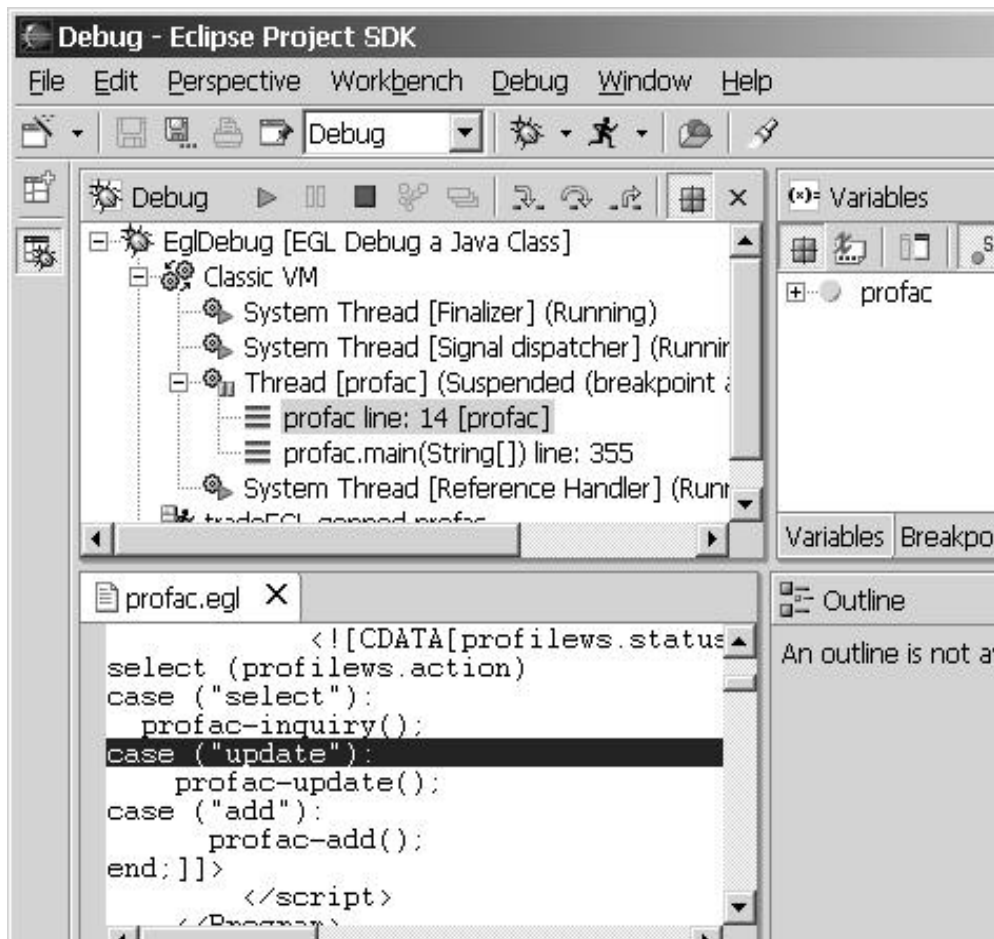 Debug - Eclipse Project SDK
File Edit Perspective Workbench Debug Window Help
Debug
Debug
EglDebug [EGL Debug a Java Class]
Classic VM
System Thread [Finalizer] (Running)
System Thread [Signal dispatcher] (Runnin
Thread [profac] (Suspended (breakpoint a
profac line: 14 [profac]
profac.main(String[]) line: 355
System Thread [Reference Handler] (Runn
(x)= Variables
S
profac
Variables Breakpo
profac.egl
<![CDATA[profilews.status
select (profilews.action)
case ("select"):
profac-inquiry();
case ("update"):
profac-update();
case ("add"):
profac-add();
end;]]>
</script>
</Program>
Outline
An outline is not av